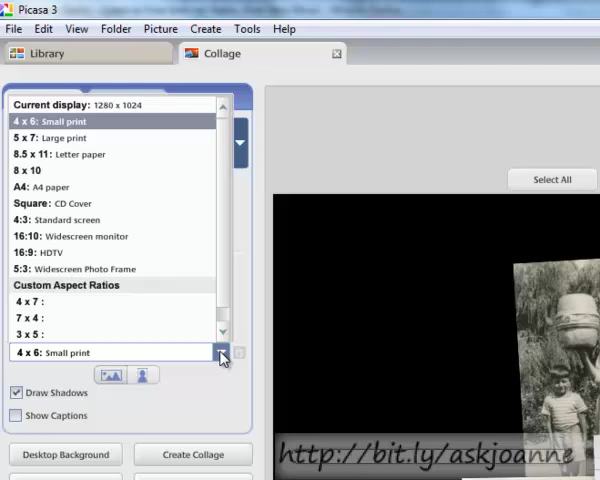 Picasa 3
File Edit View Folder Picture Create Tools Help
Library
Collage
Current display: 1280 x 1024
4 x 6: Small print
5 x 7: Large print
8.5 x 11: Letter paper
8 x 10
A4: A4 paper
Square: CD Cover
4:3: Standard screen
16:10: Widescreen monitor
16:9: HDTV
5:3: Widescreen Photo Frame
Custom Aspect Ratios
4 x 7 :
7 x 4 :
3 x 5 :
4 x 6: Small print
Draw Shadows
Show Captions
Desktop Background
Create Collage
Select All
http://bit.ly/askjoanne